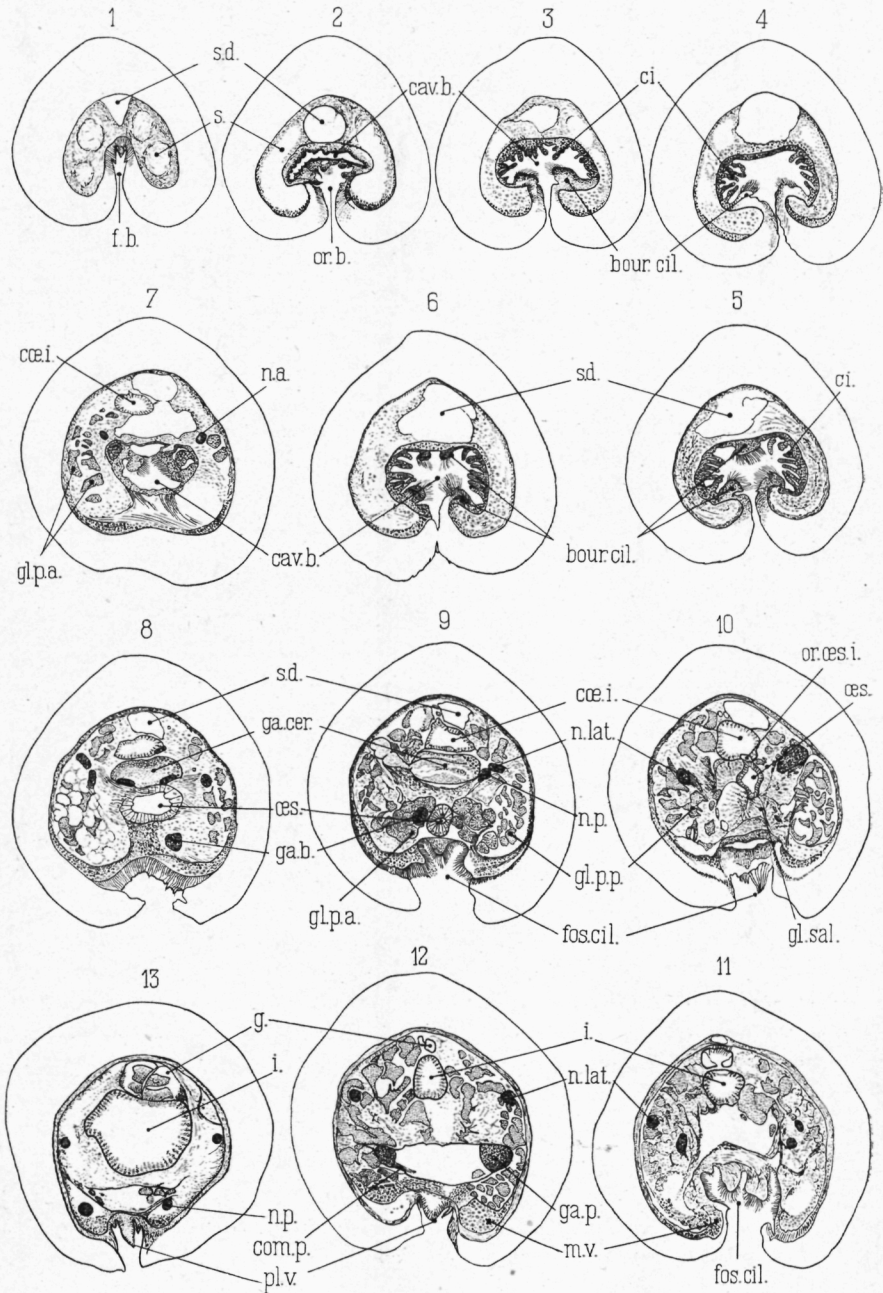 1 2 3 4
s.d.
cav.b. ci.
s.
f.b.
or.b.
bour.cil.
7 6 5
cœ.i.
n.a. s.d. ci.
cav.b. bour.cil.
gl.p.a.
8 9 10
or.œs.i.
s.d.
cœ.i. œs.
ga.cer. n.lat.
œs. n.p.
ga.b.
gl.p.p.
gl.p.a.
fos.cil. gl.sal.
13 12 11
g. i.
i. n.lat.
n.p. ga.p.
com.p. m.v.
pl.v. fos.cil.